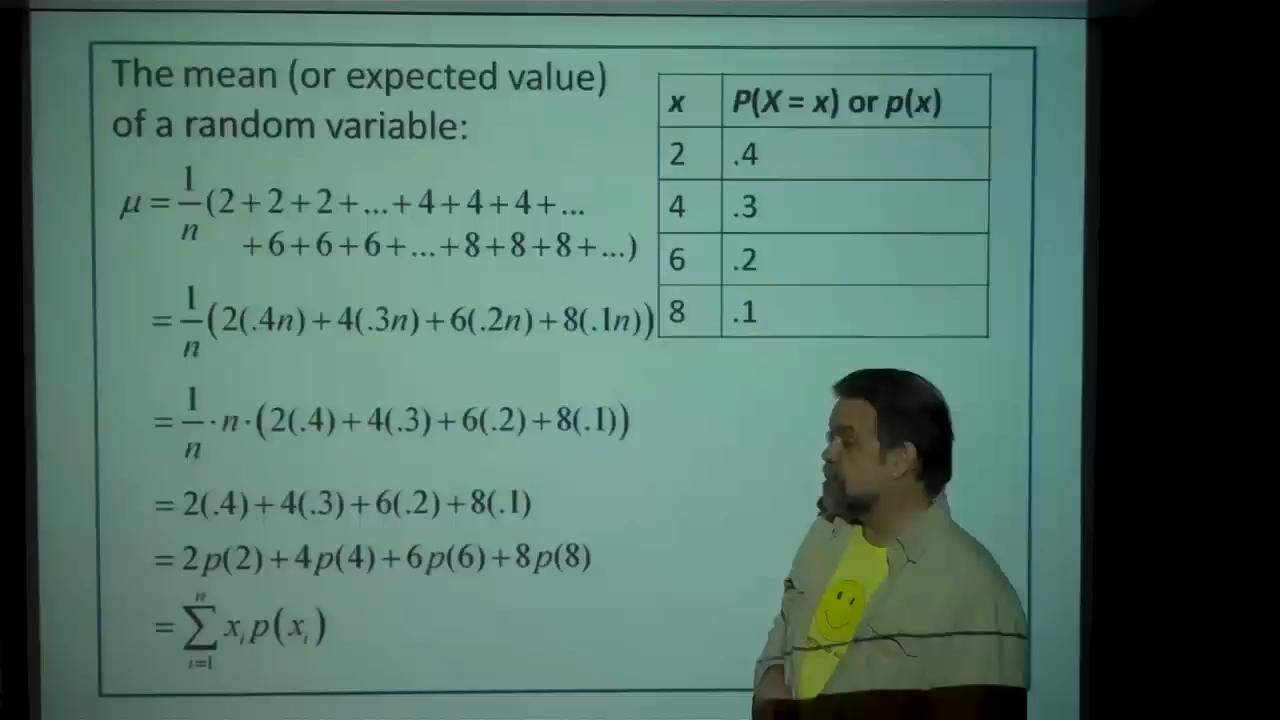 The mean (or expected value)
of a random variable:
μ = 1/n (2+2+2+...+4+4+4+...
+6+6+6+...+8+8+8+...)
= 1/n (2(.4n)+4(.3n)+6(.2n)+8(.1n))
= 1/n · n · (2(.4)+4(.3)+6(.2)+8(.1))
= 2(.4)+4(.3)+6(.2)+8(.1)
= 2p(2)+4p(4)+6p(6)+8p(8)
= ∑_{i=1}^{n} x_i p(x_i)
x P(X = x) or p(x)
2 .4
4 .3
6 .2
8 .1